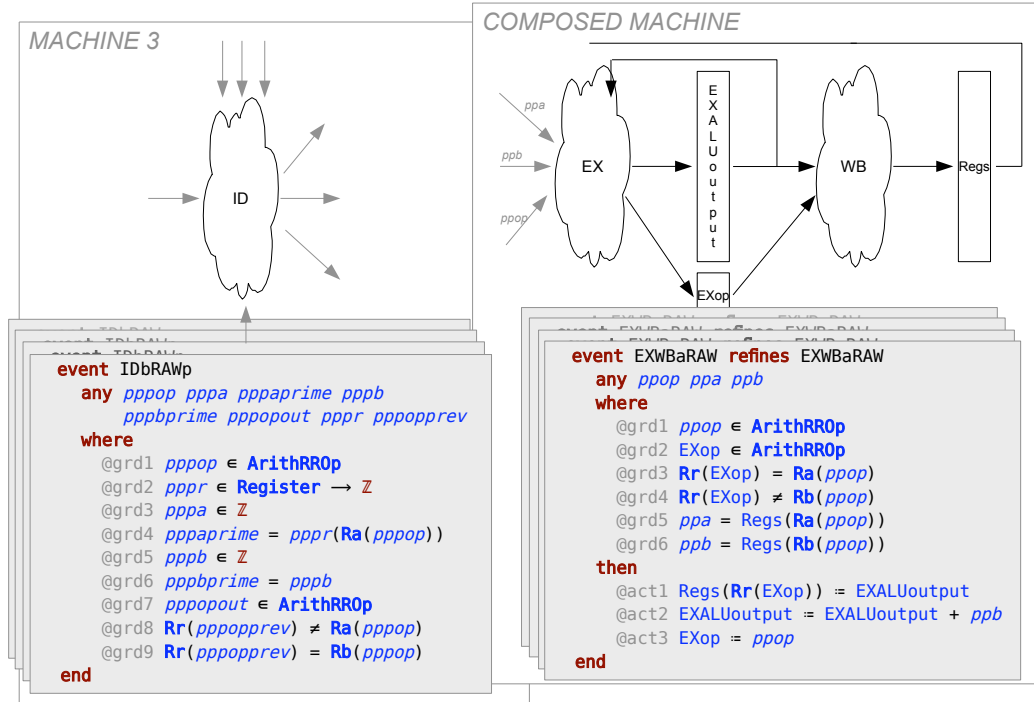 MACHINE 3
ID
event IDbRAWp
any pppop pppa pppaprime pppb
pppbprime pppopout pppr pppopprev
where
@grd1 pppop ∈ ArithRROp
@grd2 pppr ∈ Register → ℤ
@grd3 pppa ∈ ℤ
@grd4 pppaprime = pppr(Ra(pppop))
@grd5 pppb ∈ ℤ
@grd6 pppbprime = pppb
@grd7 pppopout ∈ ArithRROp
@grd8 Rr(pppopprev) ≠ Ra(pppop)
@grd9 Rr(pppopprev) = Rb(pppop)
end
COMPOSED MACHINE
ppa
ppb
ppop
EX
EXALUoutput
EXop
WB
Regs
event EXWBaRAW refines EXWBaRAW
any ppop ppa ppb
where
@grd1 ppop ∈ ArithRROp
@grd2 EXop ∈ ArithRROp
@grd3 Rr(EXop) = Ra(ppop)
@grd4 Rr(EXop) ≠ Rb(ppop)
@grd5 ppa = Regs(Ra(ppop))
@grd6 ppb = Regs(Rb(ppop))
then
@act1 Regs(Rr(EXop)) ≔ EXALUoutput
@act2 EXALUoutput ≔ EXALUoutput + ppb
@act3 EXop ≔ ppop
end